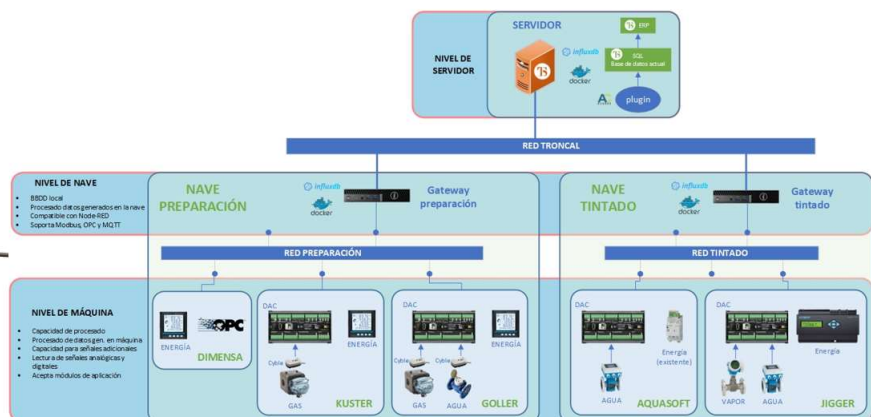 SERVIDOR
ERP
NIVEL DE
SERVIDOR
influxdb
docker
SQL
Base de datos actual
plugin
RED TRONCAL
NIVEL DE NAVE
BBDD local
Procesado datos generados en la nave
Compatible con Node-RED
Soporta Modbus, OPC y MQTT
NAVE
PREPARACIÓN
influxdb
docker
Gateway
preparación
NAVE
TINTADO
influxdb
docker
Gateway
tintado
RED PREPARACIÓN
RED TINTADO
NIVEL DE MÁQUINA
Capacidad de procesado
Procesado de datos gen. en máquina
Capacidad para señales adicionales
Lectura de señales analógicas y
digitales
Acepta módulos de aplicación
ENERGÍA
OPC
DIMENSA
DAC
ENERGÍA
Cyble
GAS
KUSTER
DAC
ENERGÍA
Cyble
Cyble
GAS
AGUA
GOLLER
DAC
Energía
(existente)
AGUA
AQUASOFT
DAC
Energía
VAPOR
AGUA
JIGGER